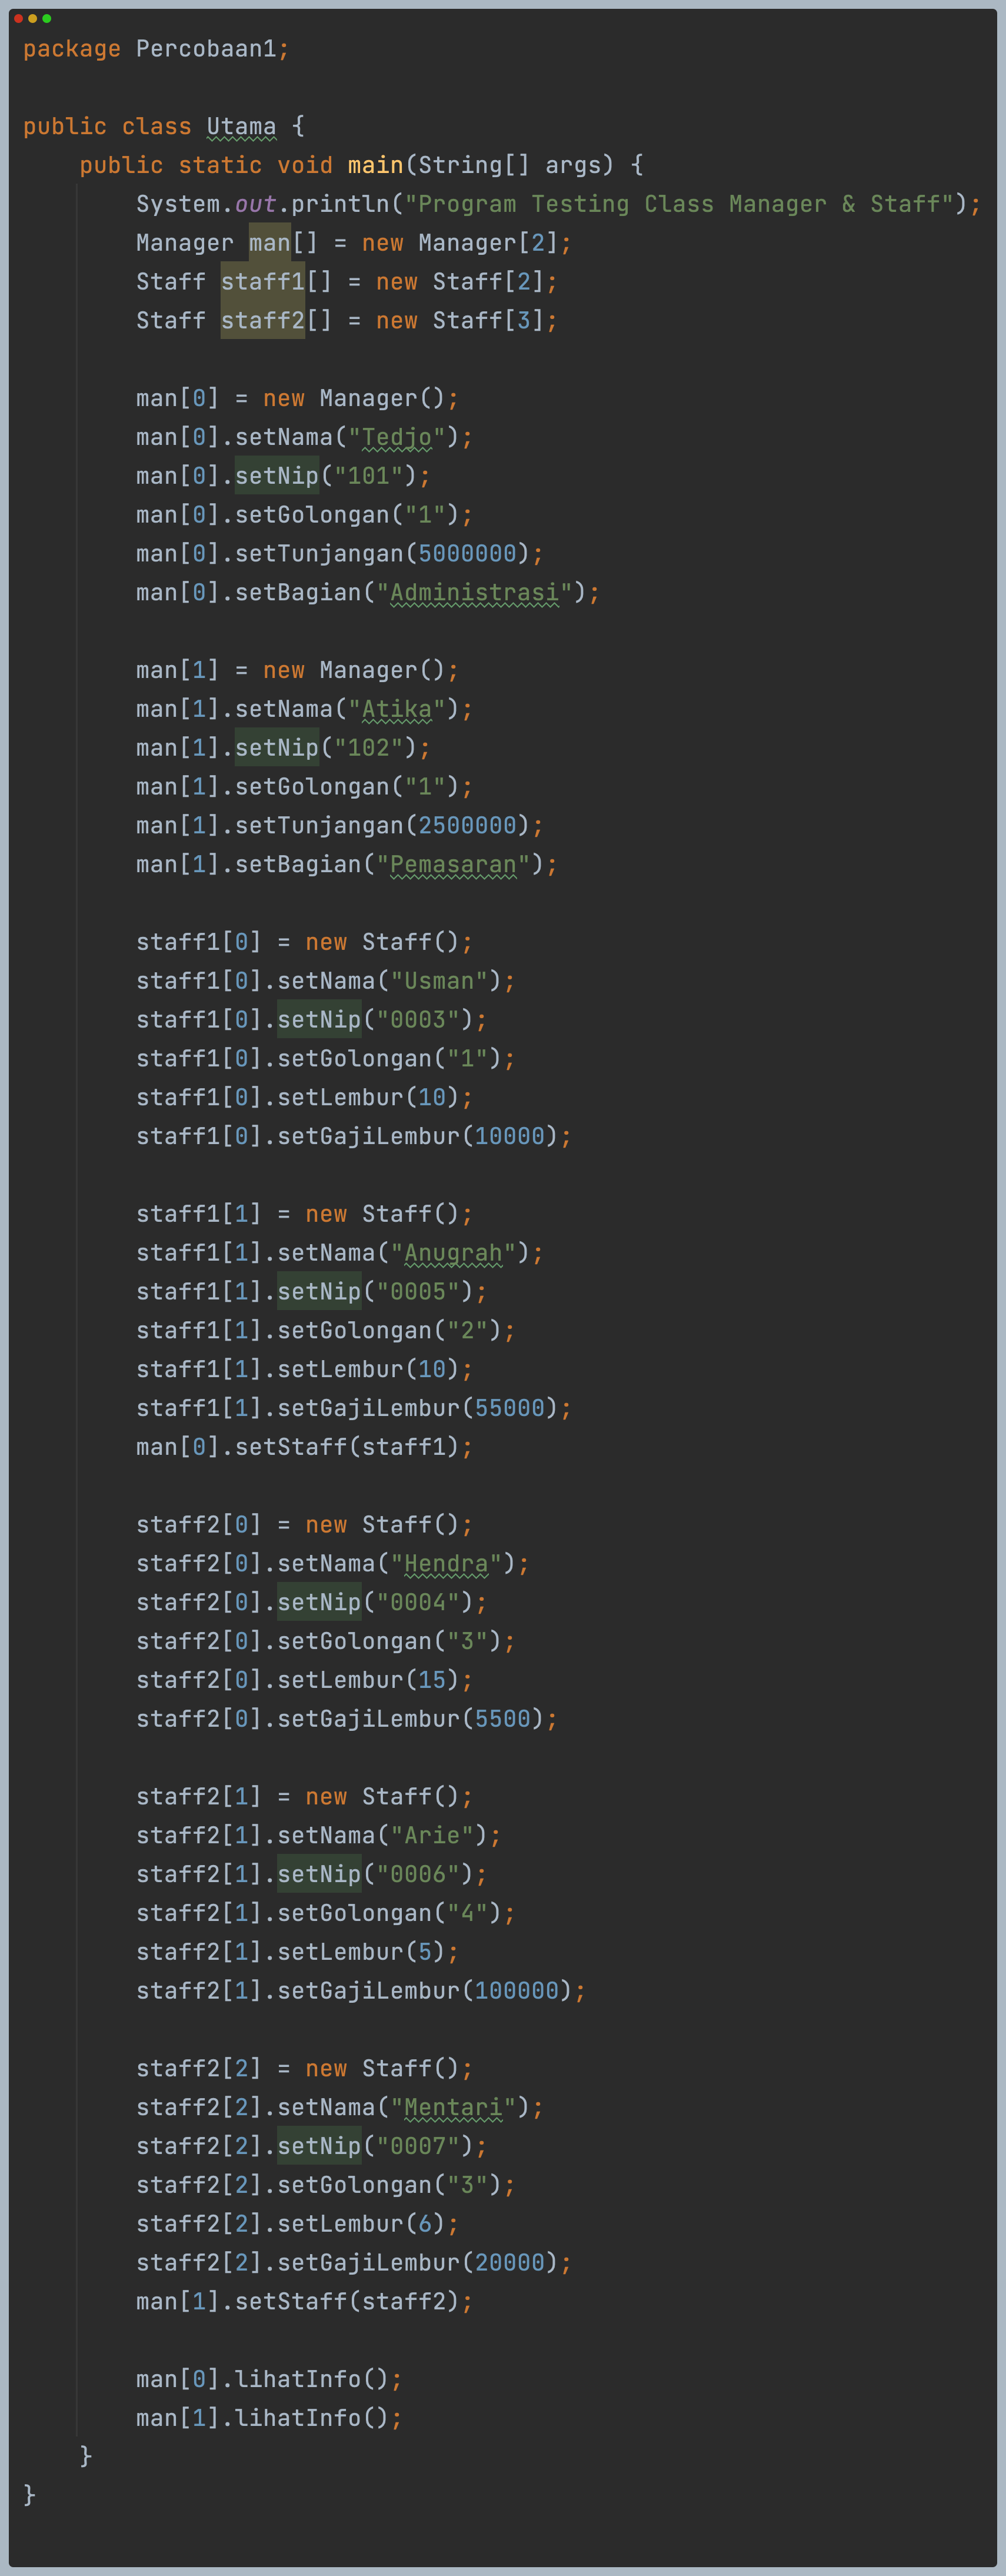 package Percobaan1;
public class Utama {
public static void main(String[] args) {
System.out.println("Program Testing Class Manager & Staff");
Manager man[] = new Manager[2];
Staff staff1[] = new Staff[2];
Staff staff2[] = new Staff[3];
man[0] = new Manager();
man[0].setNama("Tedjo");
man[0].setNip("101");
man[0].setGolongan("1");
man[0].setTunjangan(5000000);
man[0].setBagian("Administrasi");
man[1] = new Manager();
man[1].setNama("Atika");
man[1].setNip("102");
man[1].setGolongan("1");
man[1].setTunjangan(2500000);
man[1].setBagian("Pemasaran");
staff1[0] = new Staff();
staff1[0].setNama("Usman");
staff1[0].setNip("0003");
staff1[0].setGolongan("1");
staff1[0].setLembur(10);
staff1[0].setGajiLembur(10000);
staff1[1] = new Staff();
staff1[1].setNama("Anugrah");
staff1[1].setNip("0005");
staff1[1].setGolongan("2");
staff1[1].setLembur(10);
staff1[1].setGajiLembur(55000);
man[0].setStaff(staff1);
staff2[0] = new Staff();
staff2[0].setNama("Hendra");
staff2[0].setNip("0004");
staff2[0].setGolongan("3");
staff2[0].setLembur(15);
staff2[0].setGajiLembur(5500);
staff2[1] = new Staff();
staff2[1].setNama("Arie");
staff2[1].setNip("0006");
staff2[1].setGolongan("4");
staff2[1].setLembur(5);
staff2[1].setGajiLembur(100000);
staff2[2] = new Staff();
staff2[2].setNama("Mentari");
staff2[2].setNip("0007");
staff2[2].setGolongan("3");
staff2[2].setLembur(6);
staff2[2].setGajiLembur(20000);
man[1].setStaff(staff2);
man[0].lihatInfo();
man[1].lihatInfo();
}
}